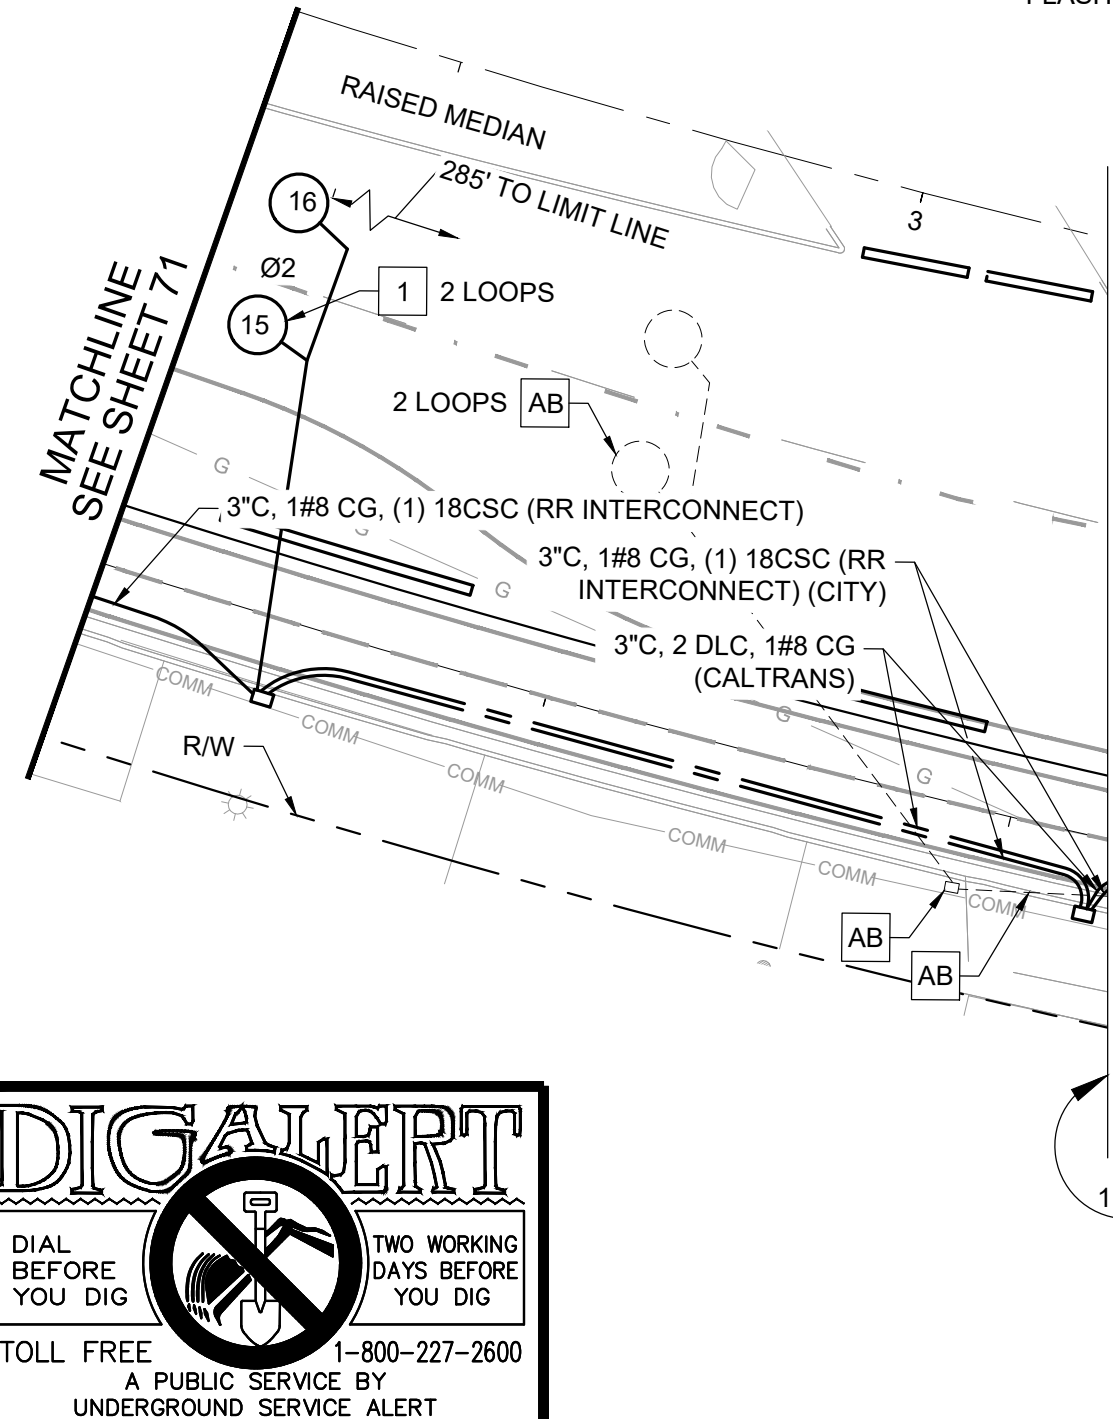 RAISED MEDIAN
285' TO LIMIT LINE
3
16
Ø2
1 2 LOOPS
15
MATCHLINE
SEE SHEET 71
2 LOOPS AB
G
3"C, 1#8 CG, (1) 18CSC (RR INTERCONNECT)
G
3"C, 1#8 CG, (1) 18CSC (RR
INTERCONNECT) (CITY)
G
3"C, 2 DLC, 1#8 CG
(CALTRANS)
COMM
G
COMM
R/W
COMM
G
COMM
COMM
COMM
AB
AB
1
DIGALERT
DIAL
BEFORE
YOU DIG
TWO WORKING
DAYS BEFORE
YOU DIG
TOLL FREE 1-800-227-2600
A PUBLIC SERVICE BY
UNDERGROUND SERVICE ALERT